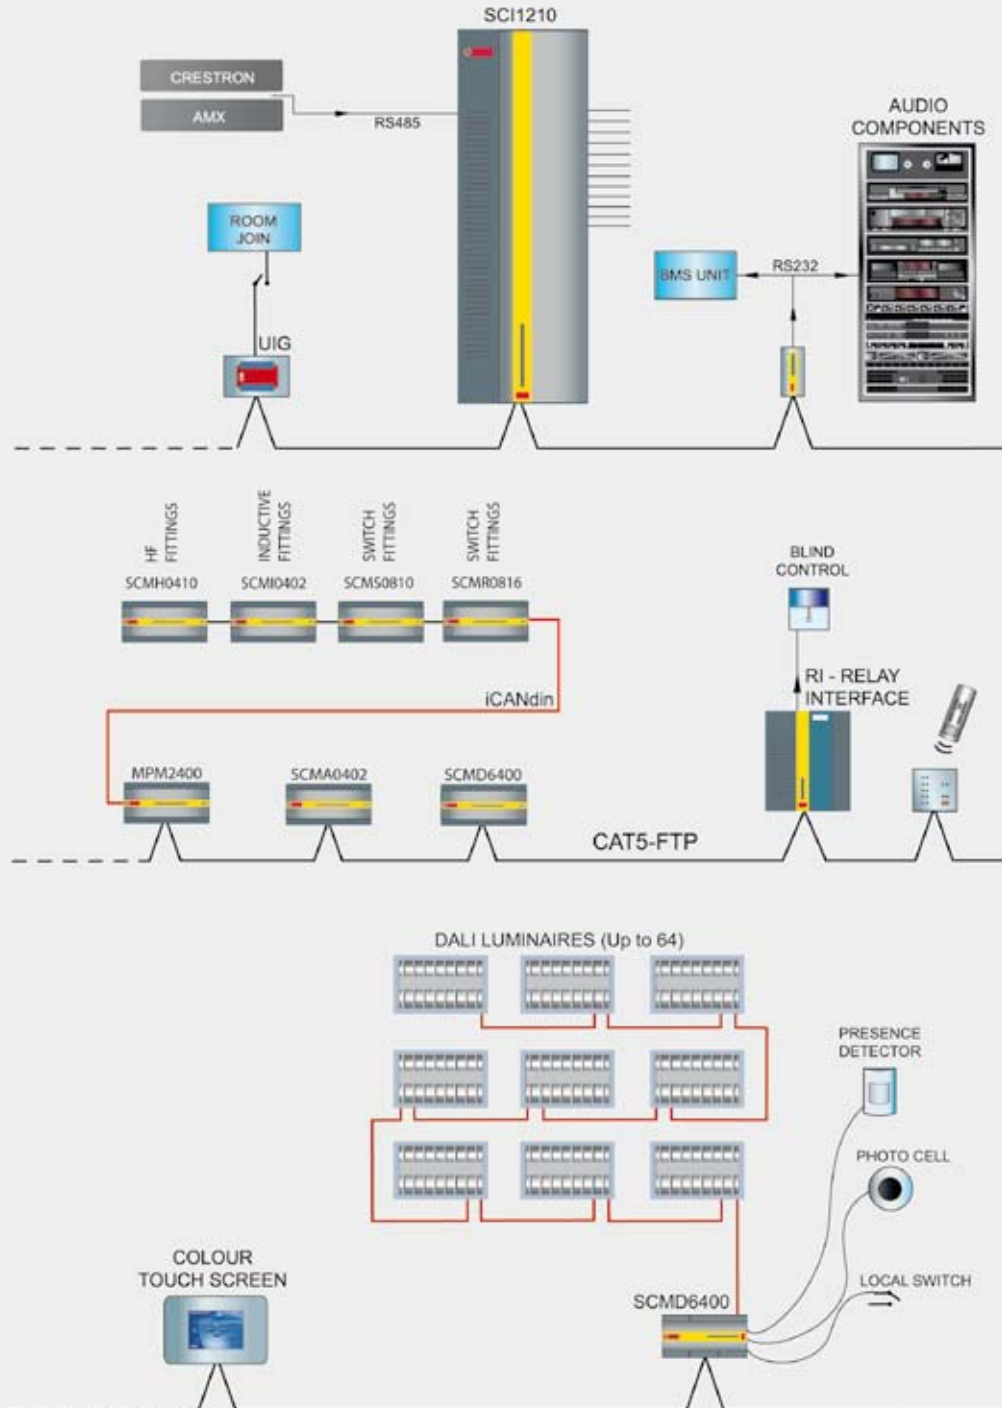 SCI1210
CRESTRON
AMX
RS485
AUDIO
COMPONENTS
ROOM
JOIN
BMS UNIT
RS232
UIG
HF
FITTINGS
INDUCTIVE
FITTINGS
SWITCH
FITTINGS
SWITCH
FITTINGS
SCMH0410
SCMI0402
SCMS0810
SCMR0816
BLIND
CONTROL
iCANdin
RI - RELAY
INTERFACE
MPM2400
SCMA0402
SCMD6400
CAT5-FTP
DALI LUMINAIRES (Up to 64)
PRESENCE
DETECTOR
PHOTO CELL
COLOUR
TOUCH SCREEN
LOCAL SWITCH
SCMD6400